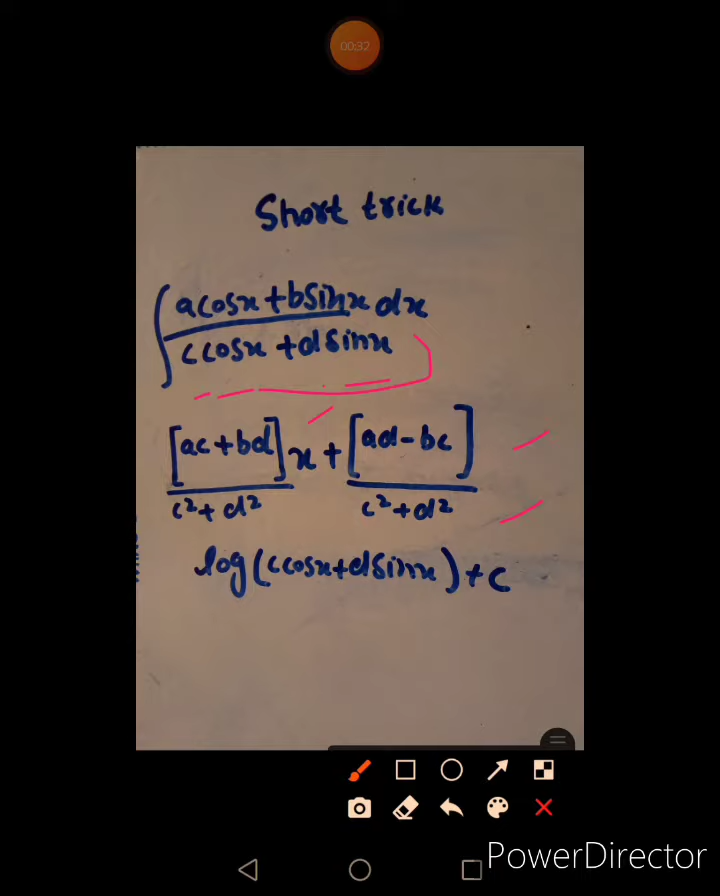 00:32
Short trick
∫ acosx+bsinx dx
ccosx +dsinx
[ac+bd] x + [ad-bc]
c²+d² c²+d²
log(ccosx+dsinx)+c
PowerDirector